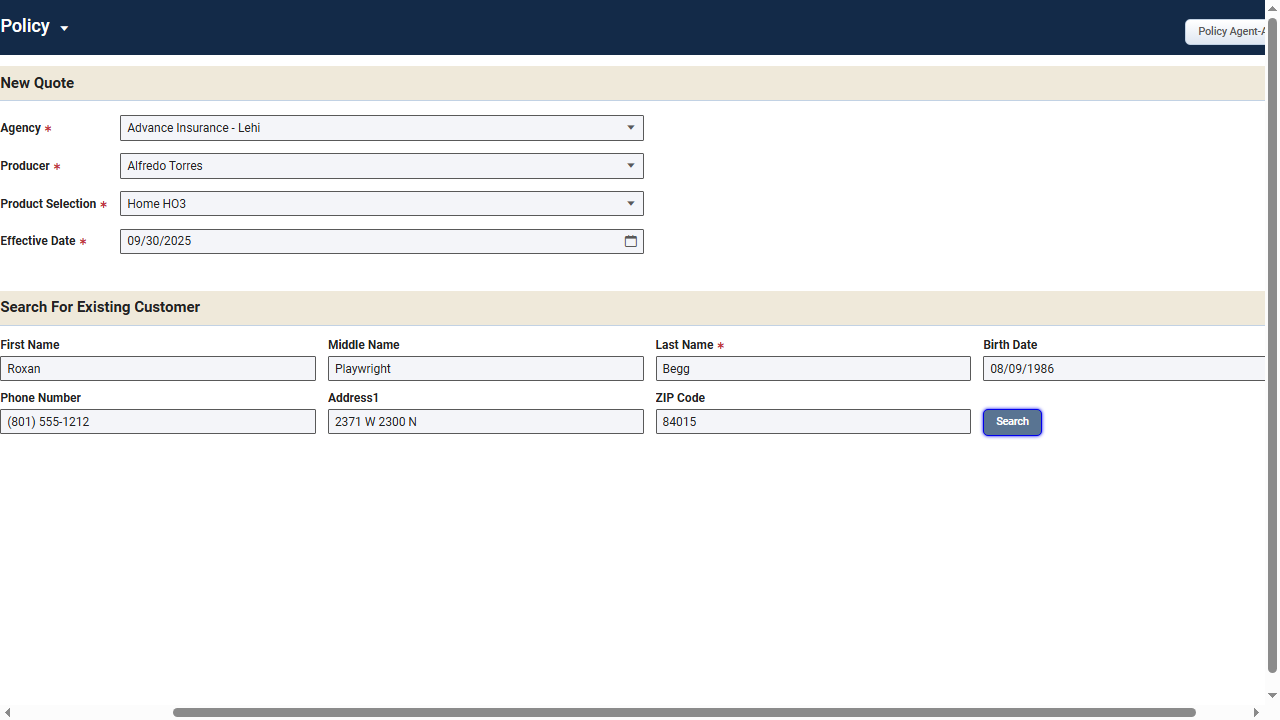 Policy
Policy Agent-A
New Quote
Agency *
Advance Insurance - Lehi
Producer *
Alfredo Torres
Product Selection *
Home HO3
Effective Date *
09/30/2025
Search For Existing Customer
First Name Middle Name Last Name * Birth Date
Roxan Playwright Begg 08/09/1986
Phone Number Address1 ZIP Code
(801) 555-1212 2371 W 2300 N 84015 Search